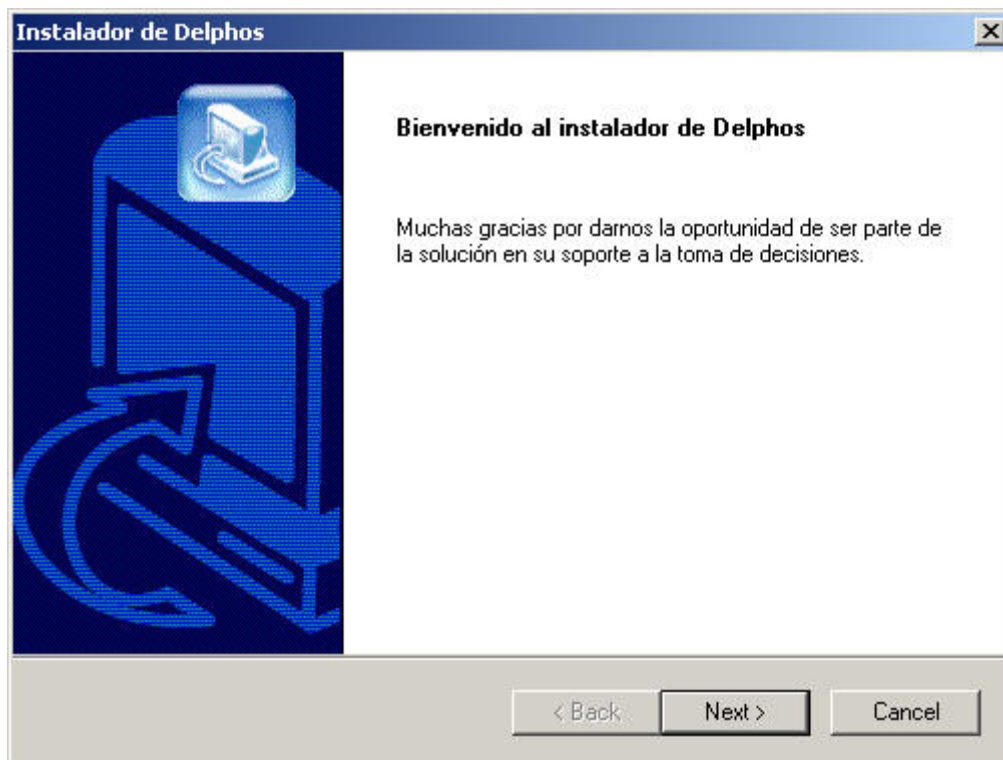 Instalador de Delphos
Bienvenido al instalador de Delphos
Muchas gracias por darnos la oportunidad de ser parte de
la solución en su soporte a la toma de decisiones.
< Back
Next >
Cancel